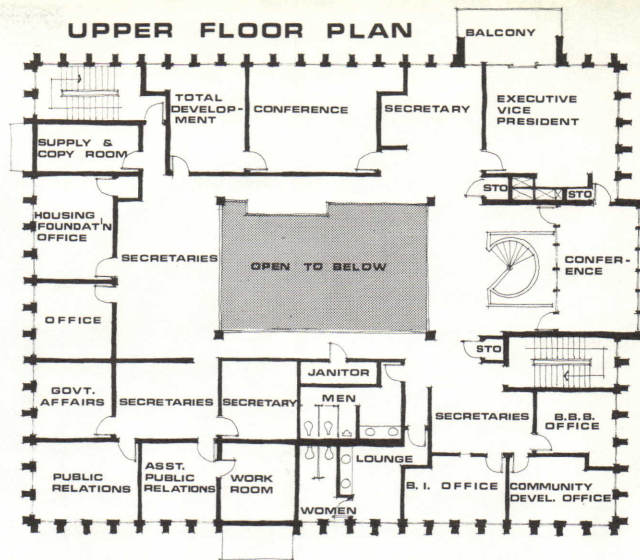 UPPER FLOOR PLAN
BALCONY
TOTAL
DEVELOP-
MENT
CONFERENCE
SECRETARY
EXECUTIVE
VICE
PRESIDENT
SUPPLY &
COPY ROOM
STO
STO
HOUSING
FOUNDAT'N
OFFICE
SECRETARIES
OPEN TO BELOW
CONFER-
ENCE
OFFICE
STO
JANITOR
GOVT.
AFFAIRS
SECRETARIES
SECRETARY
MEN
SECRETARIES
B.B.B.
OFFICE
PUBLIC
RELATIONS
ASST.
PUBLIC
RELATIONS
WORK
ROOM
LOUNGE
WOMEN
B. I. OFFICE
COMMUNITY
DEVEL. OFFICE